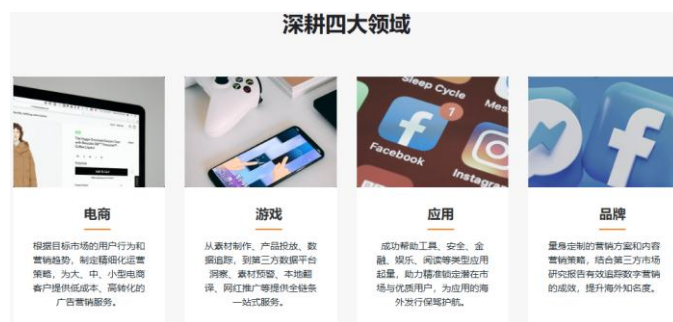 深耕四大领域
Sleep Cycle
Mes
1
Facebook
Instagram
电商
游戏
应用
品牌
根据目标市场的用户行为和
营销趋势，制定精细化运营
策略，为大、中、小型电商
客户提供低成本、高转化的
广告营销服务。
从素材制作、产品投放、数
据追踪，到第三方数据平台
洞察、素材预警、本地翻
译、网红推广等提供全链条
一站式服务。
成功帮助工具、安全、金
融、娱乐、阅读等类型应用
起量，助力精准锁定潜在市
场与优质用户，为应用的海
外发行保驾护航。
量身定制的营销方案和内容
营销策略，结合第三方市场
研究报告有效追踪数字营销
的成效，提升海外知名度。